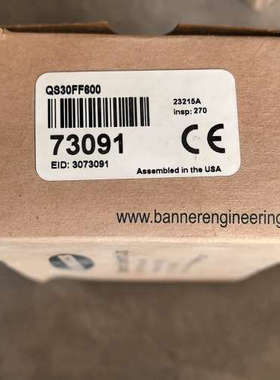 QS30FF600
23215A
insp: 270
73091
EID: 3073091
CE
Assembled in the USA
www.bannerengineering